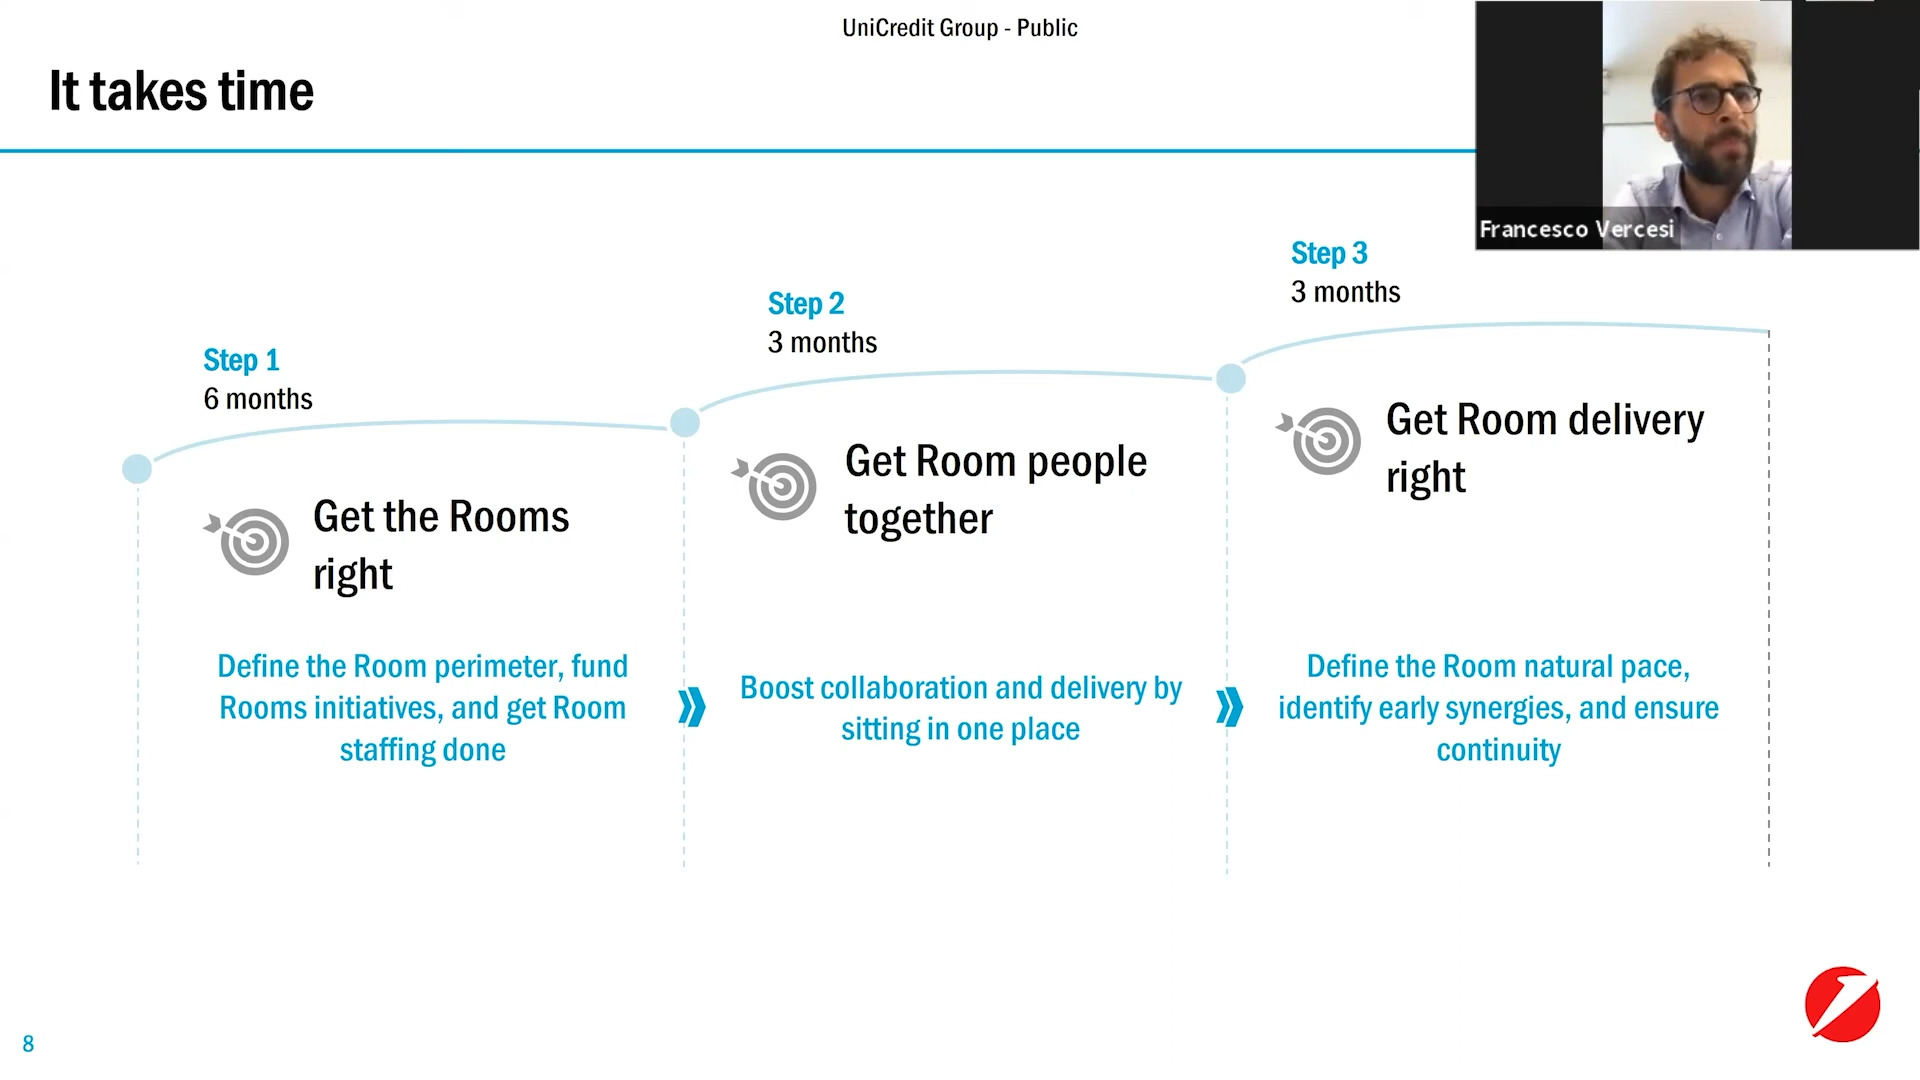 UniCredit Group - Public
It takes time
Francesco Vercesi
Step 1
6 months
Get the Rooms
right
Define the Room perimeter, fund
Rooms initiatives, and get Room
staffing done
Step 2
3 months
Get Room people
together
Boost collaboration and delivery by
sitting in one place
Step 3
3 months
Get Room delivery
right
Define the Room natural pace,
identify early synergies, and ensure
continuity
8